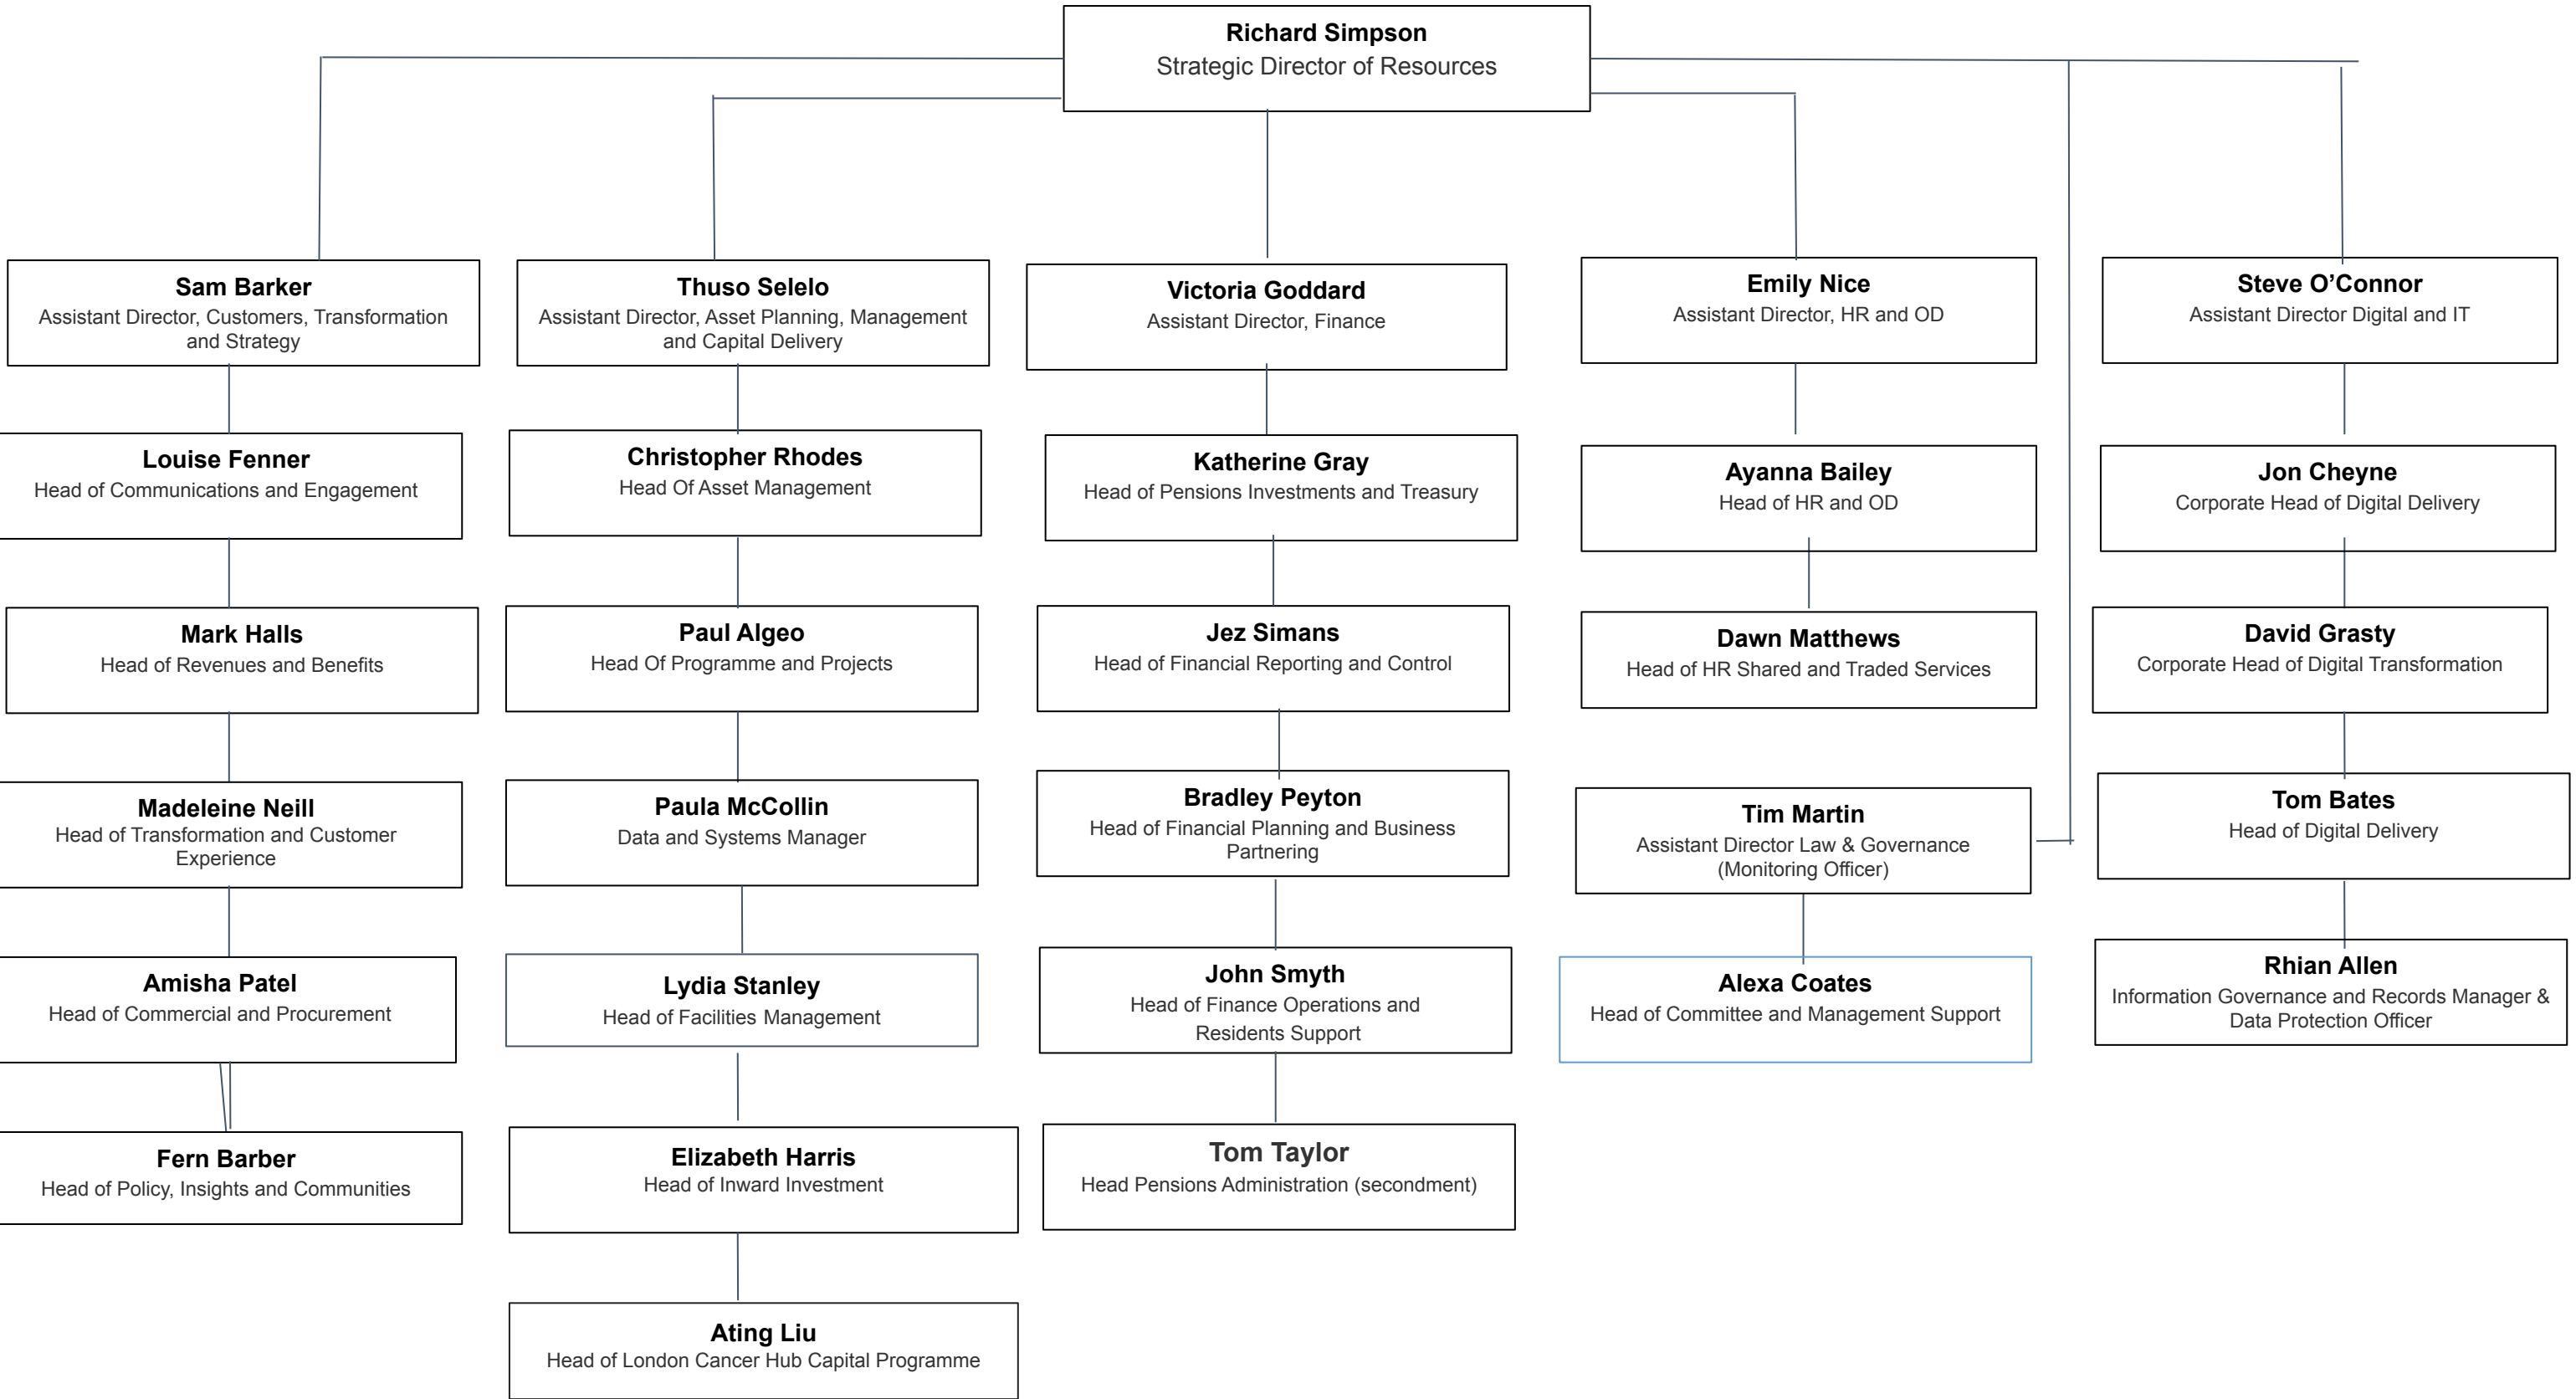 Richard Simpson
Strategic Director of Resources
Sam Barker
Assistant Director, Customers, Transformation
and Strategy
Louise Fenner
Head of Communications and Engagement
Mark Halls
Head of Revenues and Benefits
Madeleine Neill
Head of Transformation and Customer
Experience
Amisha Patel
Head of Commercial and Procurement
Fern Barber
Head of Policy, Insights and Communities
Thuso Selelo
Assistant Director, Asset Planning, Management
and Capital Delivery
Christopher Rhodes
Head Of Asset Management
Paul Algeo
Head Of Programme and Projects
Paula McCollin
Data and Systems Manager
Lydia Stanley
Head of Facilities Management
Elizabeth Harris
Head of Inward Investment
Ating Liu
Head of London Cancer Hub Capital Programme
Victoria Goddard
Assistant Director, Finance
Katherine Gray
Head of Pensions Investments and Treasury
Jez Simans
Head of Financial Reporting and Control
Bradley Peyton
Head of Financial Planning and Business
Partnering
John Smyth
Head of Finance Operations and
Residents Support
Tom Taylor
Head Pensions Administration (secondment)
Emily Nice
Assistant Director, HR and OD
Ayanna Bailey
Head of HR and OD
Dawn Matthews
Head of HR Shared and Traded Services
Tim Martin
Assistant Director Law & Governance
(Monitoring Officer)
Alexa Coates
Head of Committee and Management Support
Steve O’Connor
Assistant Director Digital and IT
Jon Cheyne
Corporate Head of Digital Delivery
David Grasty
Corporate Head of Digital Transformation
Tom Bates
Head of Digital Delivery
Rhian Allen
Information Governance and Records Manager &
Data Protection Officer